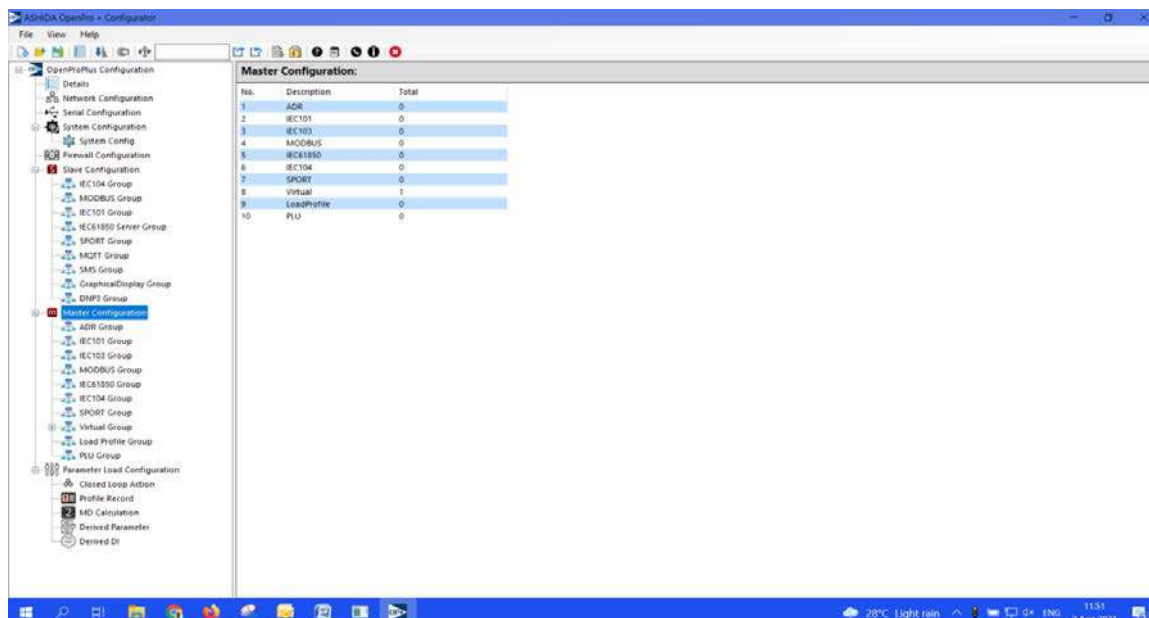 ASHIDA OpenPro + Configurator
File View Help
OpenProPlus Configuration
Details
Network Configuration
Serial Configuration
System Configuration
System Config
Firewall Configuration
Slave Configuration
IEC104 Group
MODBUS Group
IEC101 Group
IEC61850 Server Group
SPORT Group
MQTT Group
SMS Group
GraphicalDisplay Group
DNP3 Group
Master Configuration
ADR Group
IEC101 Group
IEC103 Group
MODBUS Group
IEC61850 Group
IEC104 Group
SPORT Group
Virtual Group
Load Profile Group
PLU Group
Parameter Load Configuration
Closed Loop Action
Profile Record
MD Calculation
Derived Parameter
Derived DI
Master Configuration:
No. Description Total
1 ADR 0
2 IEC101 0
3 IEC103 0
4 MODBUS 0
5 IEC61850 0
6 IEC104 0
7 SPORT 0
8 Virtual 1
9 LoadProfile 0
10 PLU 0
28°C Light rain ENG 11:51